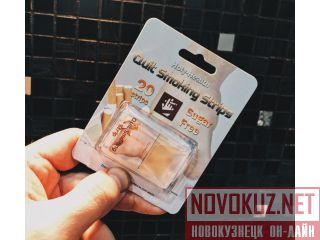 Quit Smoking Strips
20
strips
Sugar
Free
NOVOKUZ.NET
НОВОКУЗНЕЦК ОН-ЛАЙН